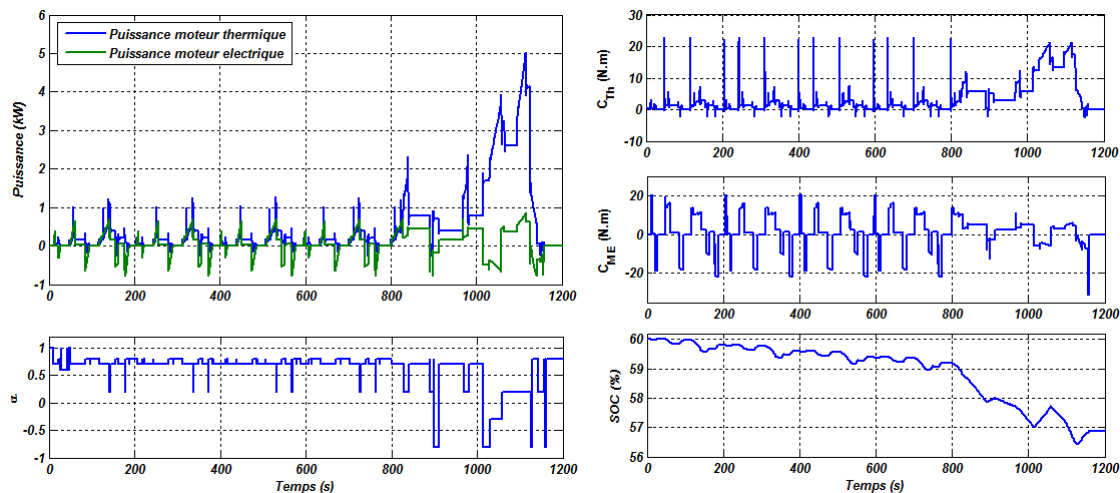 Puissance (kW)
6
5
4
3
2
1
0
-1
Puissance moteur thermique
Puissance moteur electrique
0 200 400 600 800 1000 1200
α
1
0.5
0
-0.5
-1
0 200 400 600 800 1000 1200
Temps (s)
C_Th (N.m)
30
20
10
0
-10
0 200 400 600 800 1000 1200
C_ME (N.m)
20
0
-20
0 200 400 600 800 1000 1200
SOC (%)
60
59
58
57
56
0 200 400 600 800 1000 1200
Temps (s)